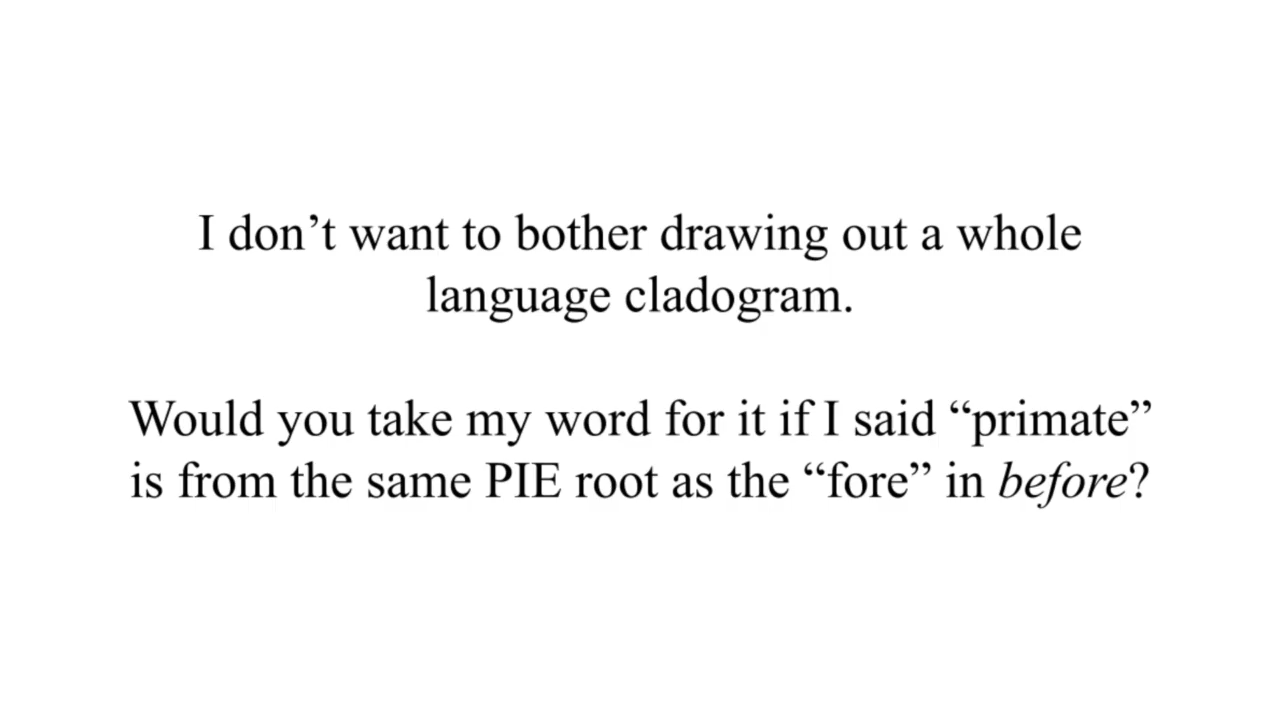 I don’t want to bother drawing out a whole
language cladogram.
Would you take my word for it if I said “primate”
is from the same PIE root as the “fore” in before?